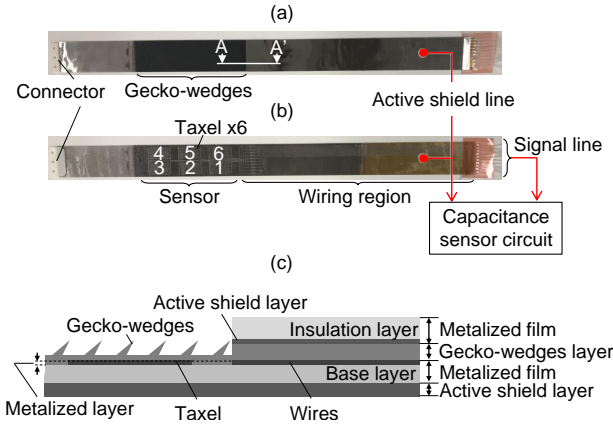 (a)
A A'
Connector
Gecko-wedges
Active shield line
(b)
Taxel x6
4 5 6
3 2 1
Signal line
Sensor
Wiring region
Capacitance
sensor circuit
(c)
Active shield layer
Gecko-wedges
Insulation layer
Metalized film
Gecko-wedges layer
Base layer
Metalized film
Active shield layer
Metalized layer
Taxel
Wires